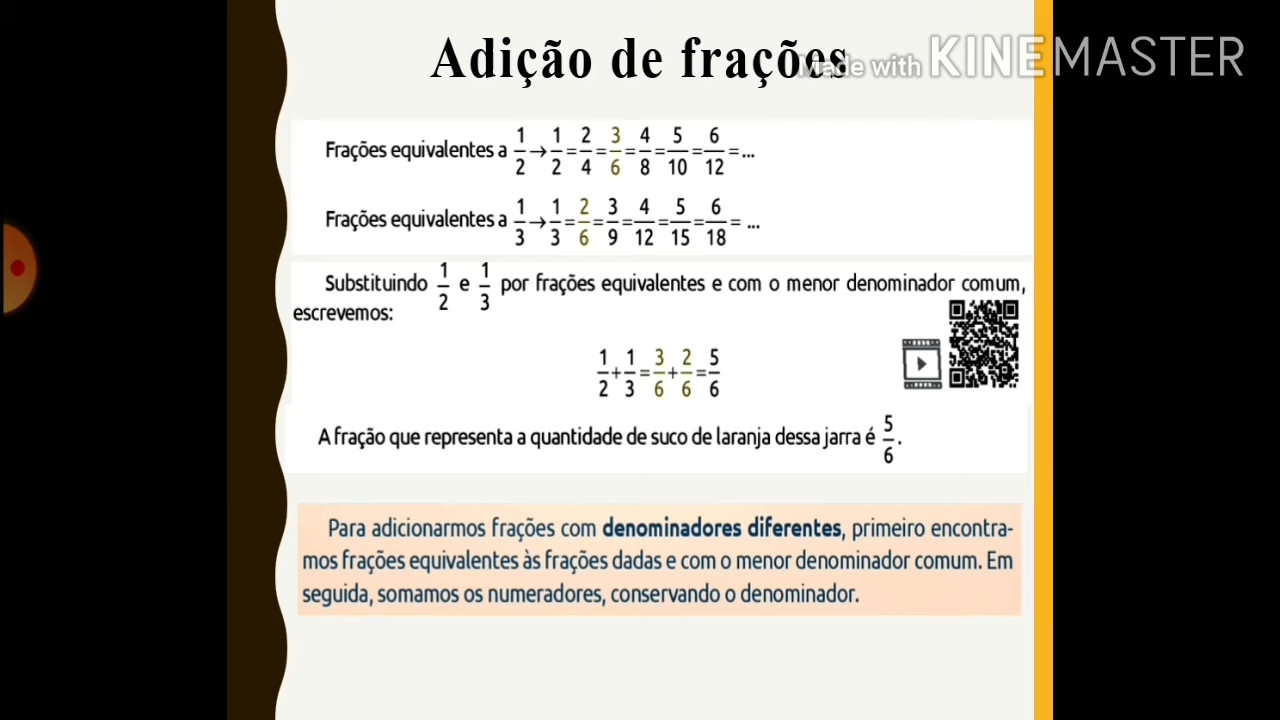 Adição de frações
Made with KINEMASTER
Frações equivalentes a 1/2 → 1/2 = 2/4 = 3/6 = 4/8 = 5/10 = 6/12 = ...
Frações equivalentes a 1/3 → 1/3 = 2/6 = 3/9 = 4/12 = 5/15 = 6/18 = ...
Substituindo 1/2 e 1/3 por frações equivalentes e com o menor denominador comum,
escrevemos:
1/2 + 1/3 = 3/6 + 2/6 = 5/6
A fração que representa a quantidade de suco de laranja dessa jarra é 5/6.
Para adicionarmos frações com denominadores diferentes, primeiro encontra-
mos frações equivalentes às frações dadas e com o menor denominador comum. Em
seguida, somamos os numeradores, conservando o denominador.